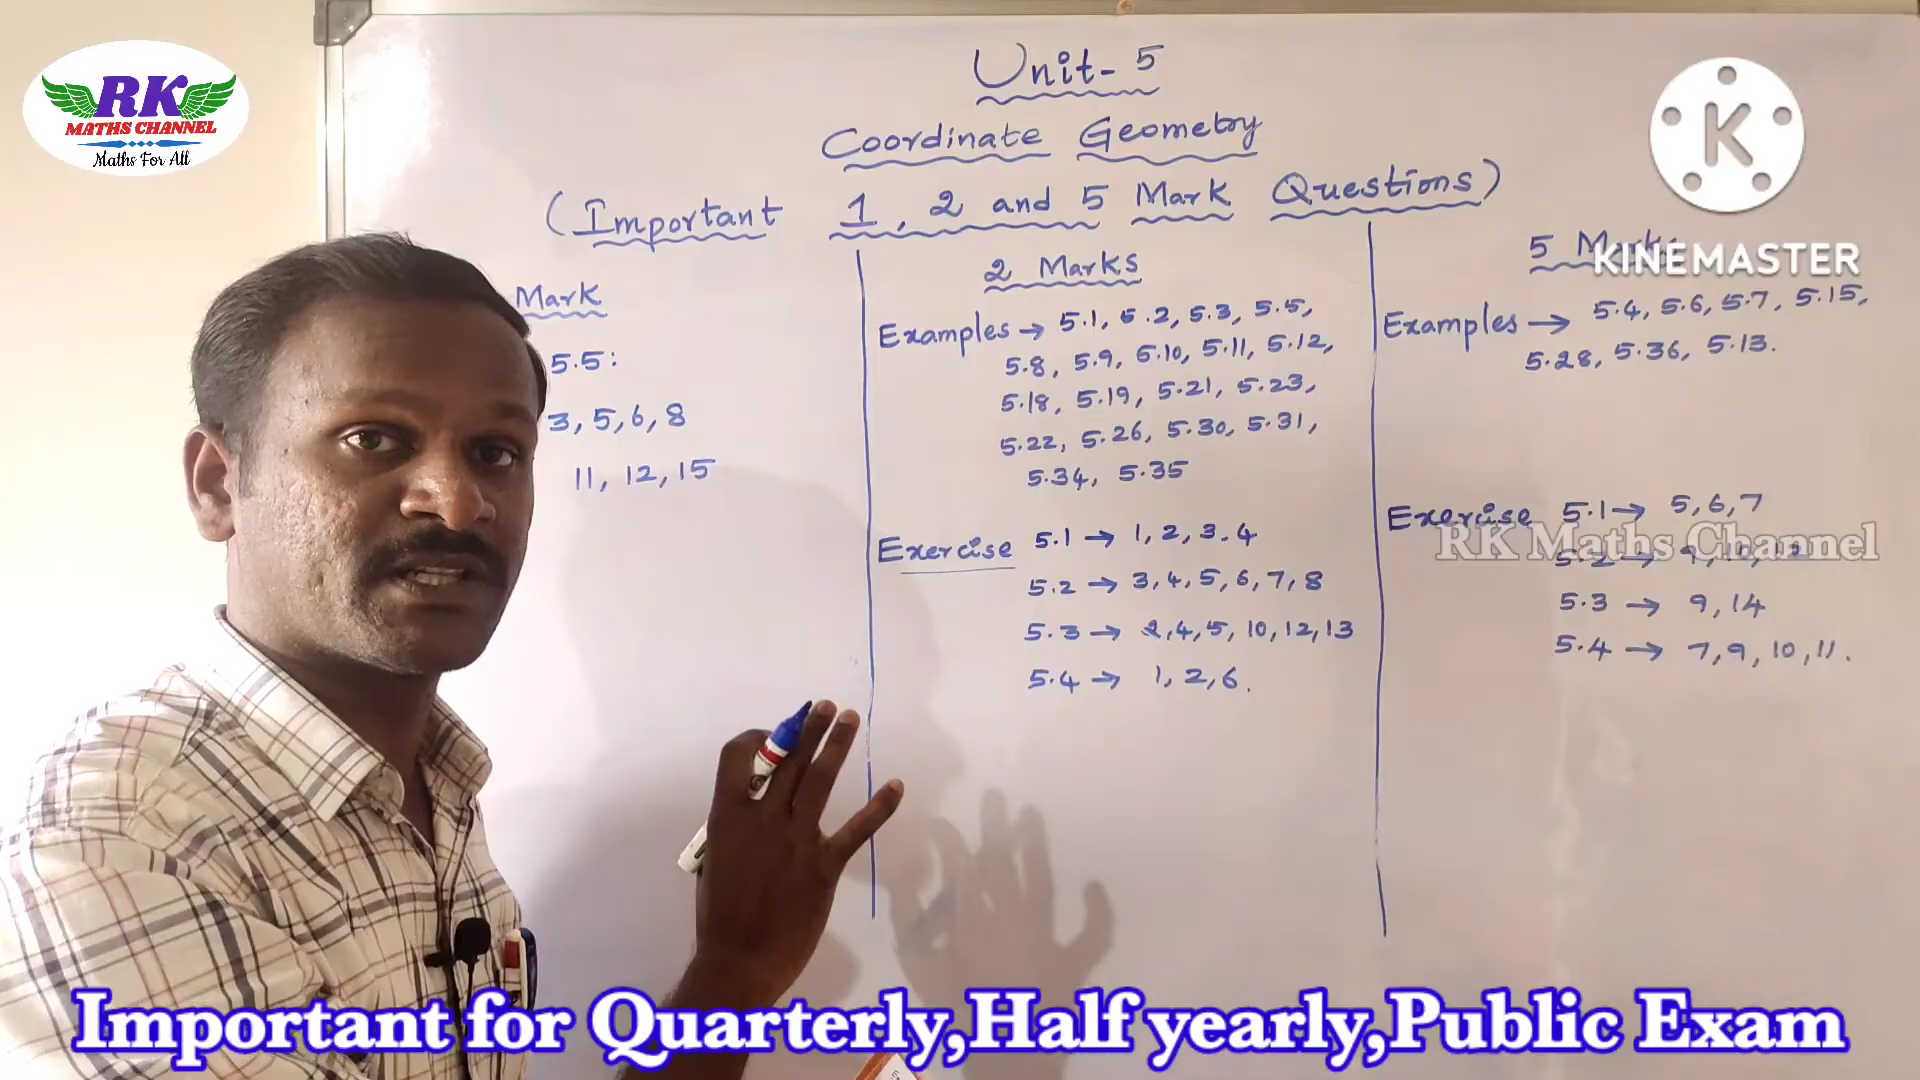 RK
MATHS CHANNEL
Maths For All
Unit - 5
Coordinate Geometry
(Important 1, 2 and 5 Mark Questions)
Mark
5.5:
3, 5, 6, 8
11, 12, 15
2 Marks
Examples → 5.1, 5.2, 5.3, 5.5,
5.8, 5.9, 5.10, 5.11, 5.12,
5.18, 5.19, 5.21, 5.23,
5.22, 5.26, 5.30, 5.31,
5.34, 5.35
Exercise 5.1 → 1, 2, 3, 4
5.2 → 3, 4, 5, 6, 7, 8
5.3 → 2, 4, 5, 10, 12, 13
5.4 → 1, 2, 6.
5 Mark
Examples → 5.4, 5.6, 5.7, 5.15,
5.28, 5.36, 5.13.
Exercise 5.1 → 5, 6, 7
5.2 → 9, 10, 12
5.3 → 9, 14
5.4 → 7, 9, 10, 11.
K
KINEMASTER
RK Maths Channel
Important for Quarterly,Half yearly,Public Exam